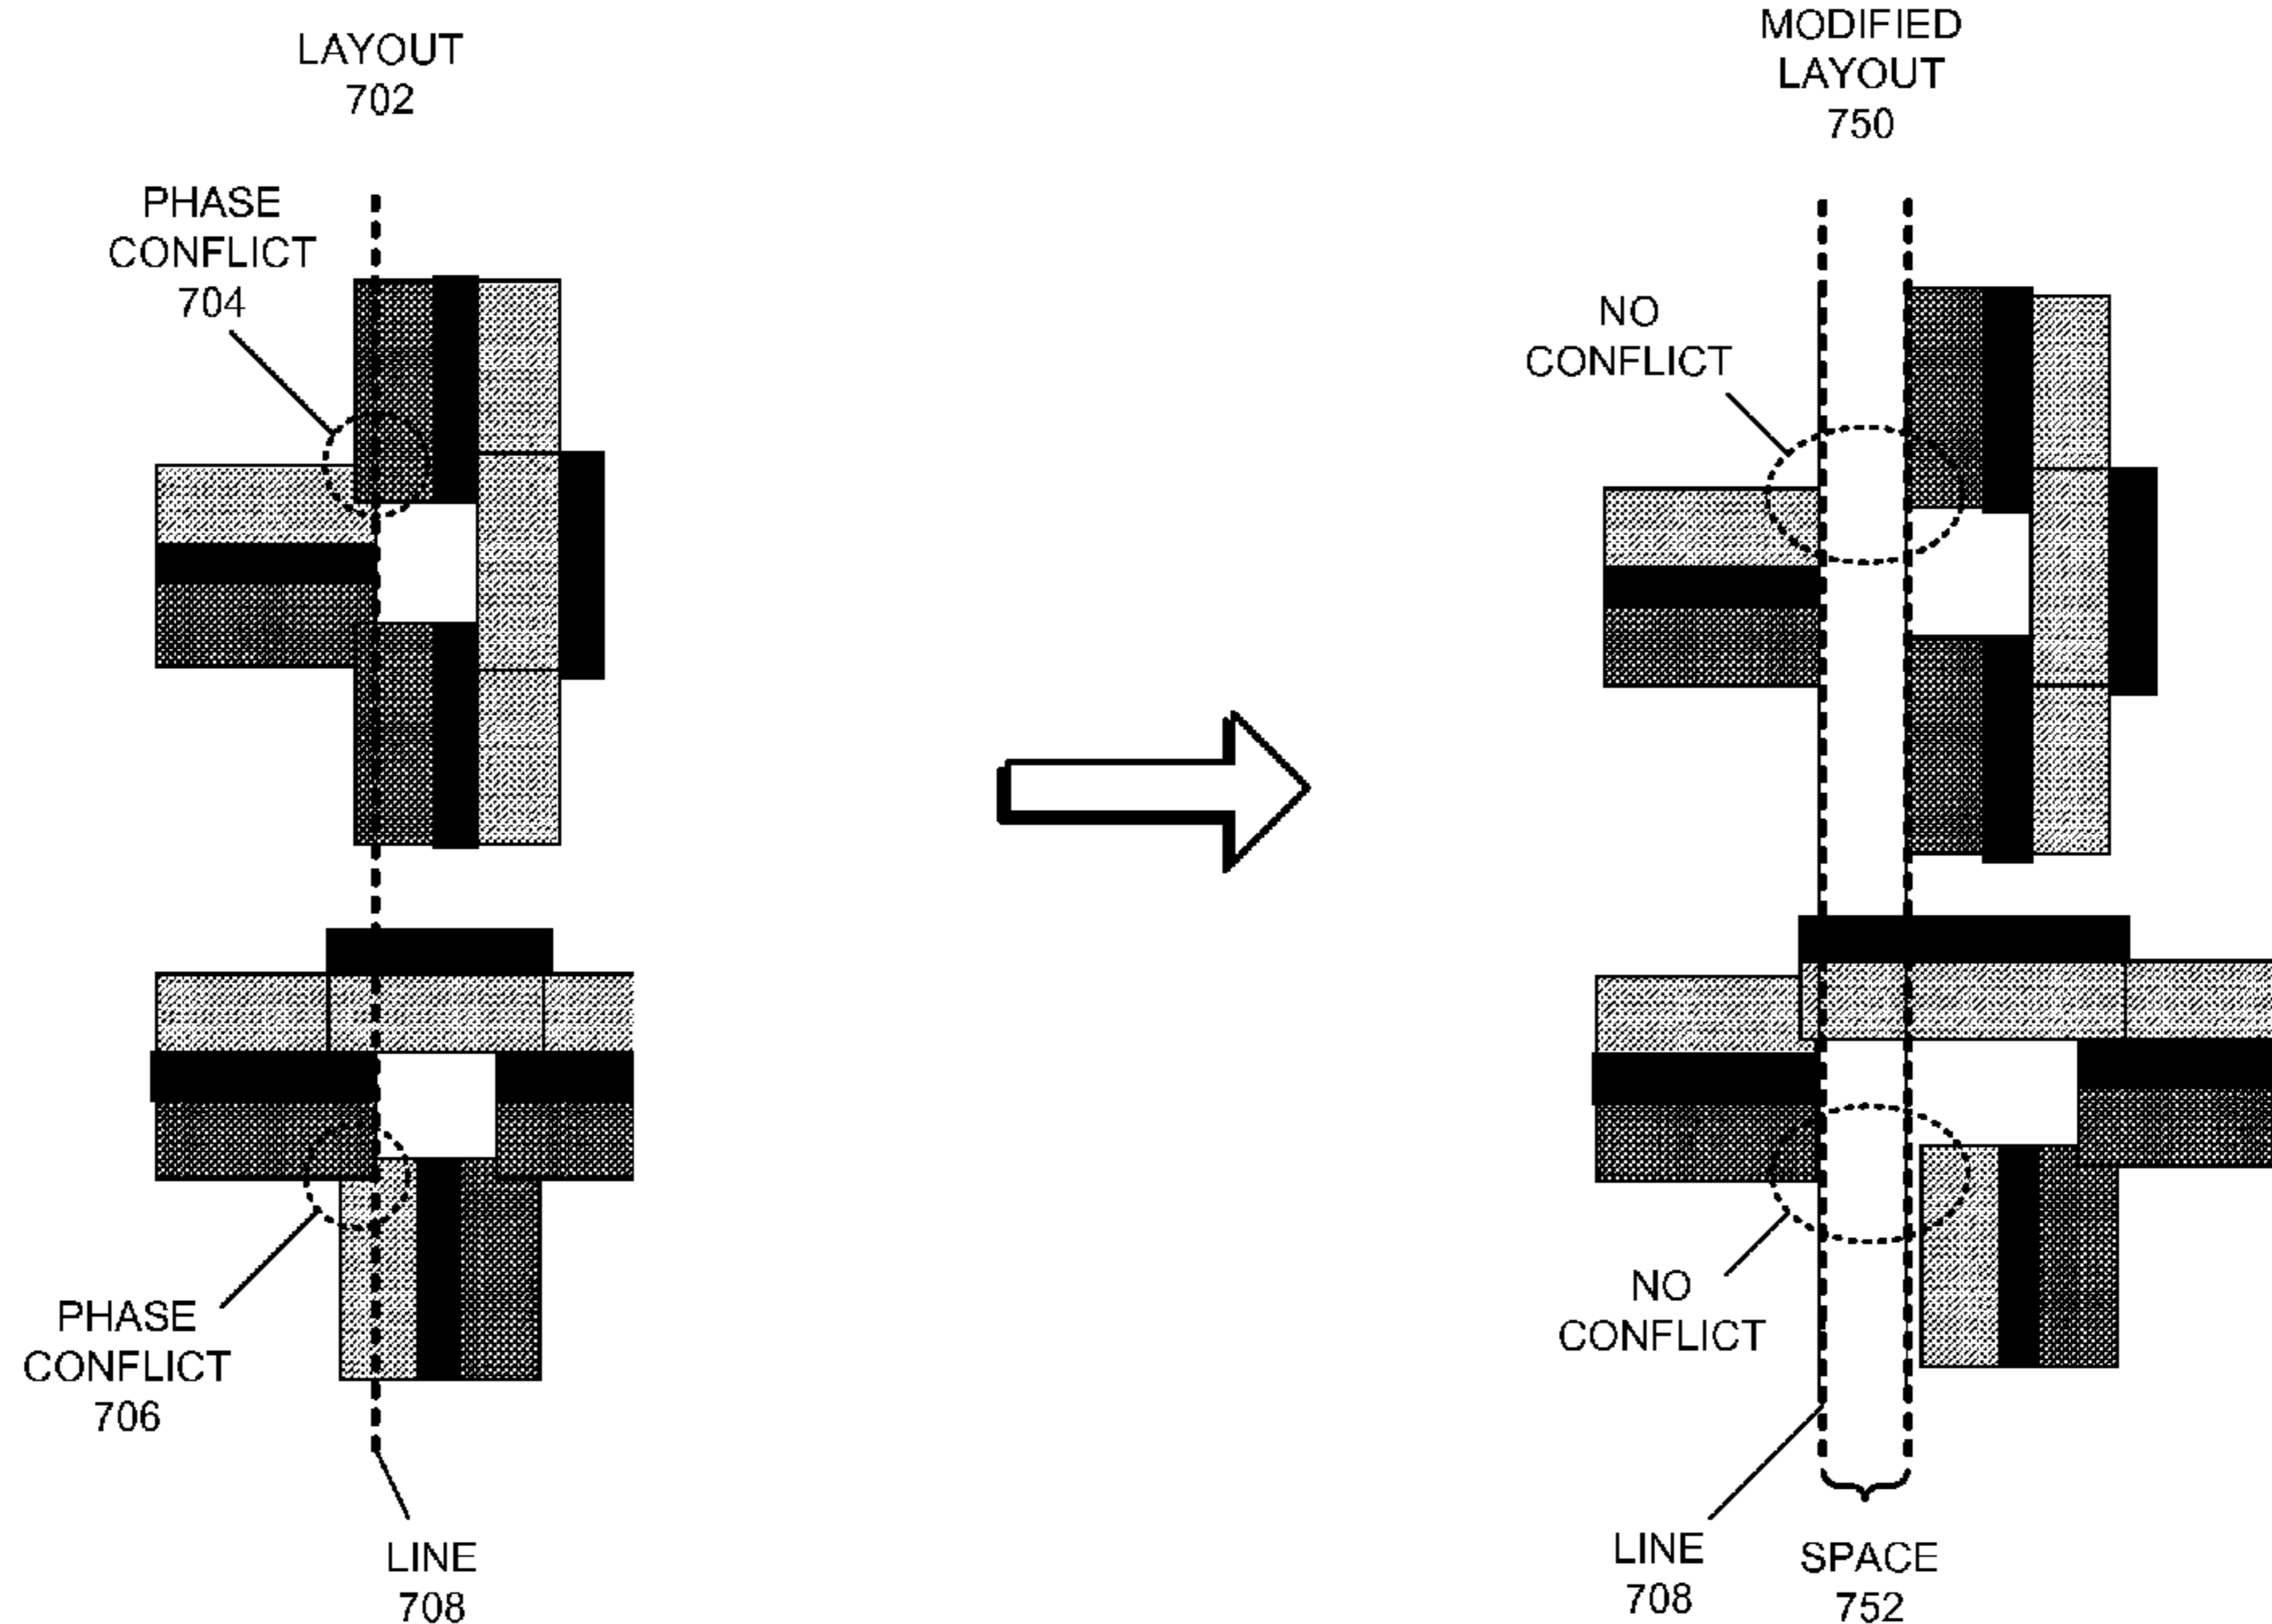 LAYOUT
702
PHASE
CONFLICT
704
PHASE
CONFLICT
706
LINE
708
MODIFIED
LAYOUT
750
NO
CONFLICT
NO
CONFLICT
LINE
708
SPACE
752